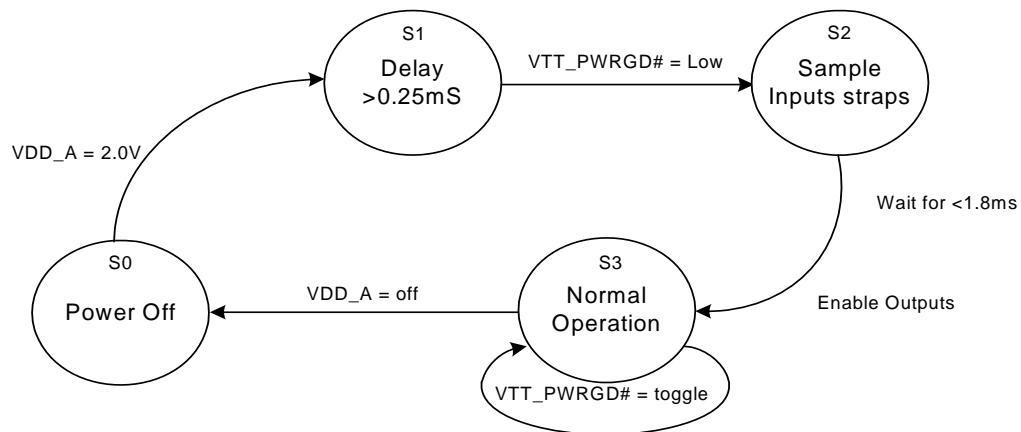 S1
Delay
>0.25mS
VTT_PWRGD# = Low
S2
Sample
Inputs straps
VDD_A = 2.0V
Wait for <1.8ms
Enable Outputs
S0
Power Off
VDD_A = off
S3
Normal
Operation
VTT_PWRGD# = toggle